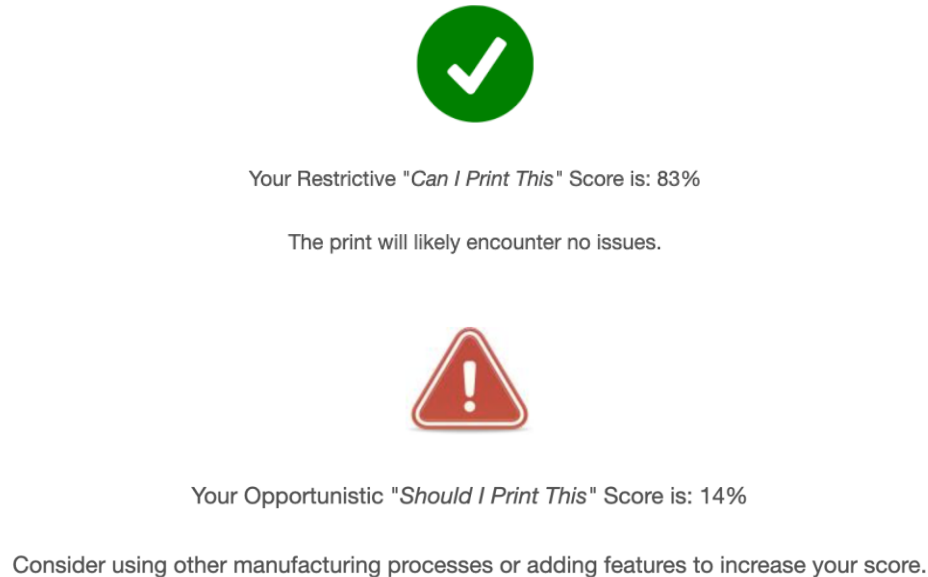 Your Restrictive "Can I Print This" Score is: 83%
The print will likely encounter no issues.
Your Opportunistic "Should I Print This" Score is: 14%
Consider using other manufacturing processes or adding features to increase your score.